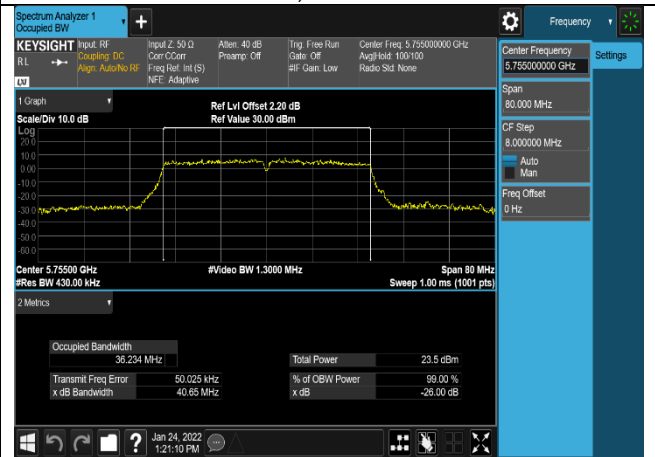 Spectrum Analyzer 1
Occupied BW
KEYSIGHT
RL
LXI
Input: RF
Coupling: DC
Align: Auto/No RF
Input Z: 50 Ω
Corr CCorr
Freq Ref: Int (S)
NFE: Adaptive
Atten: 40 dB
Preamp: Off
Trig: Free Run
Gate: Off
#IF Gain: Low
Center Freq: 5.755000000 GHz
Avg|Hold: 100/100
Radio Std: None
1 Graph
Scale/Div 10.0 dB
Ref Lvl Offset 2.20 dB
Ref Value 30.00 dBm
Log
20.0
10.0
0.00
-10.0
-20.0
-30.0
-40.0
-50.0
-60.0
Center 5.75500 GHz
#Res BW 430.00 kHz
#Video BW 1.3000 MHz
Span 80 MHz
Sweep 1.00 ms (1001 pts)
2 Metrics
Occupied Bandwidth
36.234 MHz
Total Power 23.5 dBm
Transmit Freq Error 50.025 kHz
% of OBW Power 99.00 %
x dB Bandwidth 40.65 MHz
x dB -26.00 dB
Jan 24, 2022
1:21:10 PM
Frequency
Settings
Center Frequency
5.755000000 GHz
Span
80.000 MHz
CF Step
8.000000 MHz
Auto
Man
Freq Offset
0 Hz